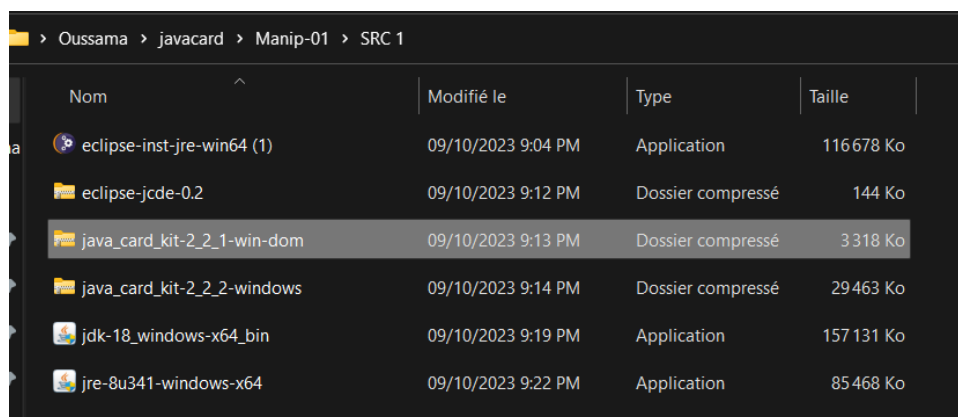 Oussama > javacard > Manip-01 > SRC 1
Nom Modifié le Type Taille
eclipse-inst-jre-win64 (1) 09/10/2023 9:04 PM Application 116 678 Ko
eclipse-jcde-0.2 09/10/2023 9:12 PM Dossier compressé 144 Ko
java_card_kit-2_2_1-win-dom 09/10/2023 9:13 PM Dossier compressé 3 318 Ko
java_card_kit-2_2_2-windows 09/10/2023 9:14 PM Dossier compressé 29 463 Ko
jdk-18_windows-x64_bin 09/10/2023 9:19 PM Application 157 131 Ko
jre-8u341-windows-x64 09/10/2023 9:22 PM Application 85 468 Ko